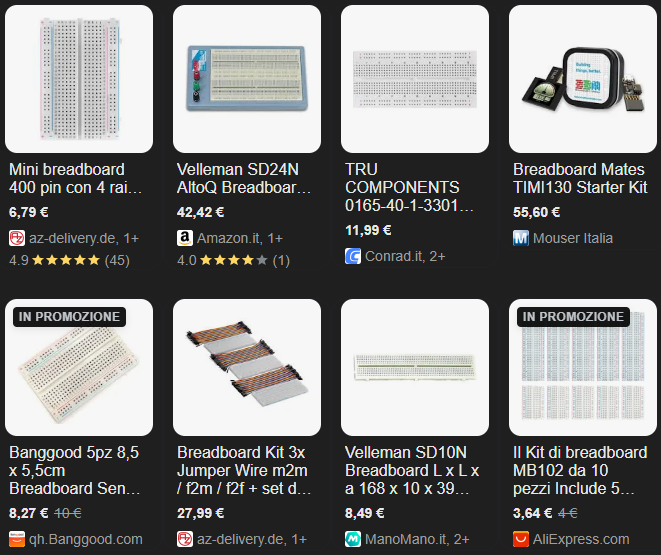 Mini breadboard
400 pin con 4 rai...
6,79 €
az-delivery.de, 1+
4.9 (45)
Velleman SD24N
AltoQ Breadboar...
42,42 €
Amazon.it, 1+
4.0 (1)
TRU
COMPONENTS
0165-40-1-3301...
11,99 €
Conrad.it, 2+
Breadboard Mates
TIMI130 Starter Kit
55,60 €
Mouser Italia
IN PROMOZIONE
Banggood 5pz 8,5
x 5,5cm
Breadboard Sen...
8,27 € 10 €
qh.Banggood.com
Breadboard Kit 3x
Jumper Wire m2m
/ f2m / f2f + set d...
27,99 €
az-delivery.de, 1+
Velleman SD10N
Breadboard L x L x
a 168 x 10 x 39...
8,49 €
ManoMano.it, 2+
IN PROMOZIONE
Il Kit di breadboard
MB102 da 10
pezzi Include 5...
3,64 € 4 €
AliExpress.com